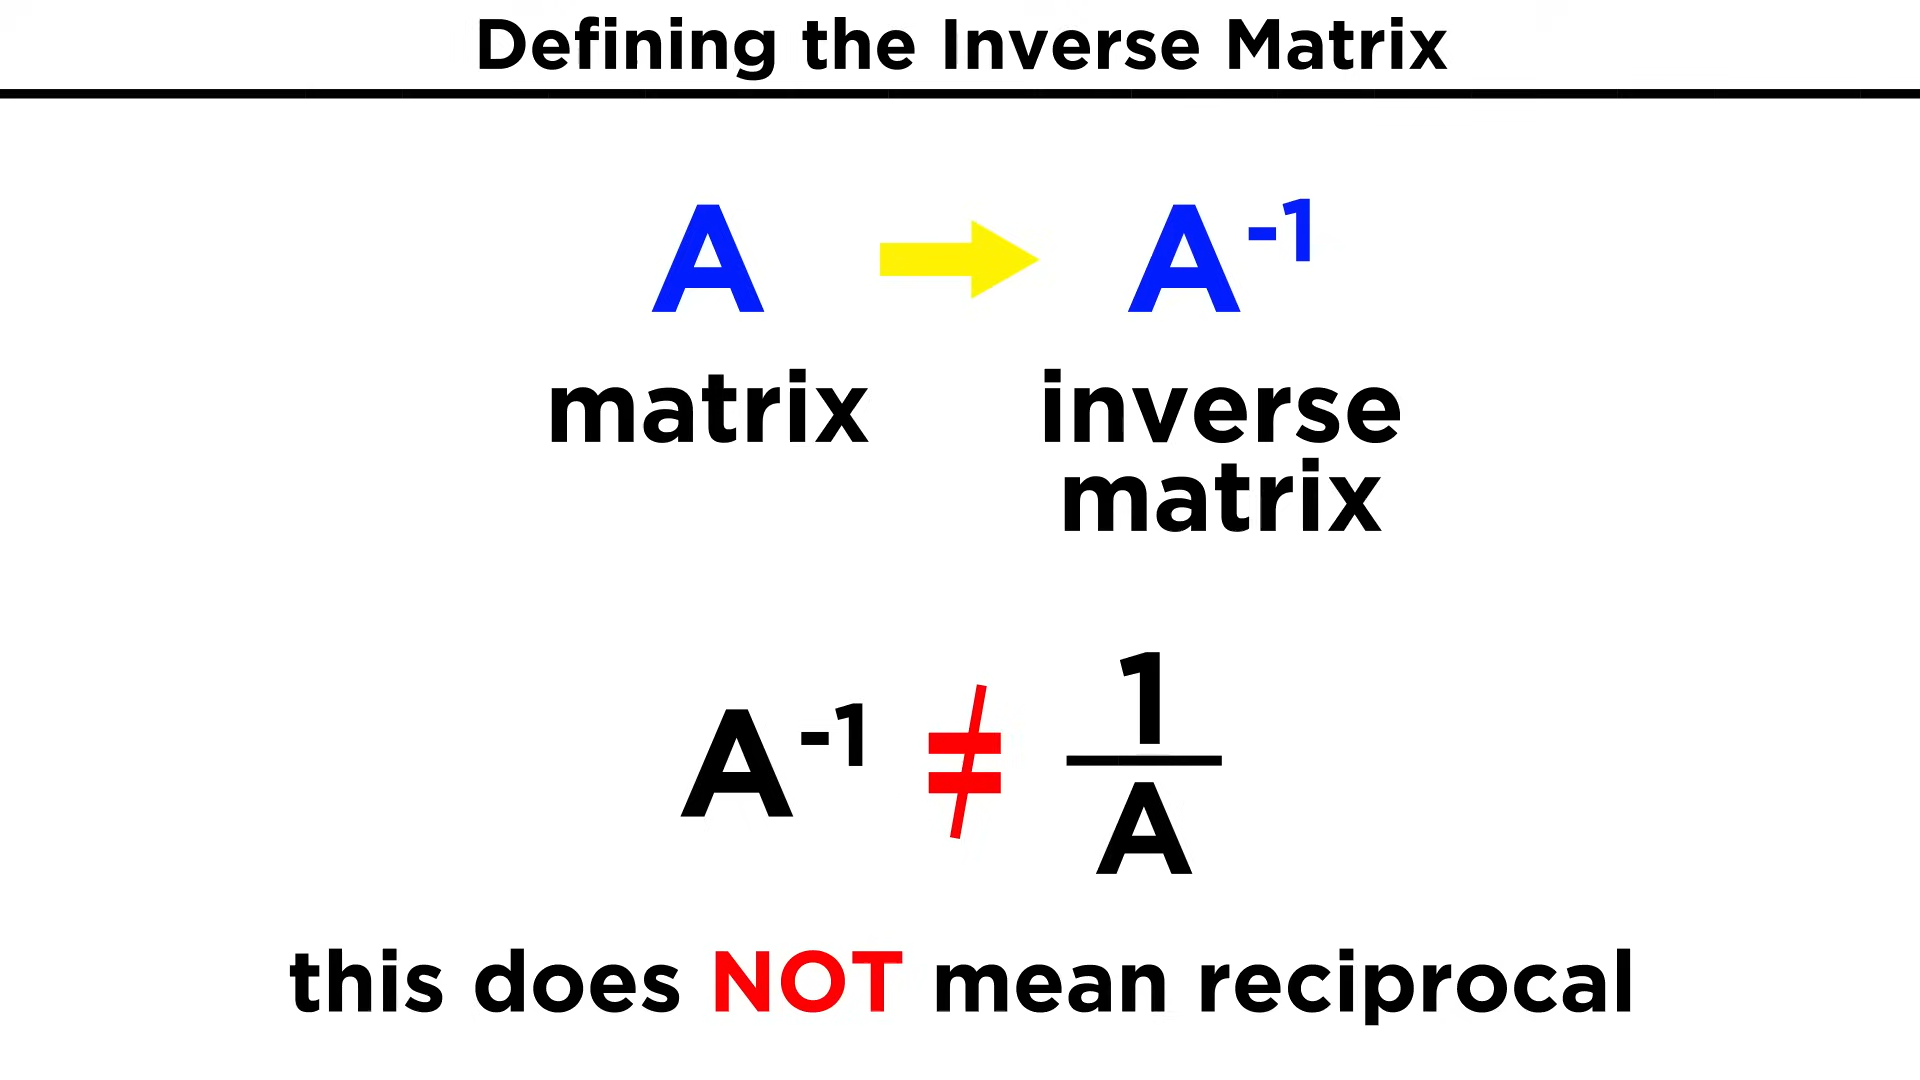 Defining the Inverse Matrix
A A⁻¹
matrix inverse
matrix
A⁻¹ ≠ 1/A
this does NOT mean reciprocal